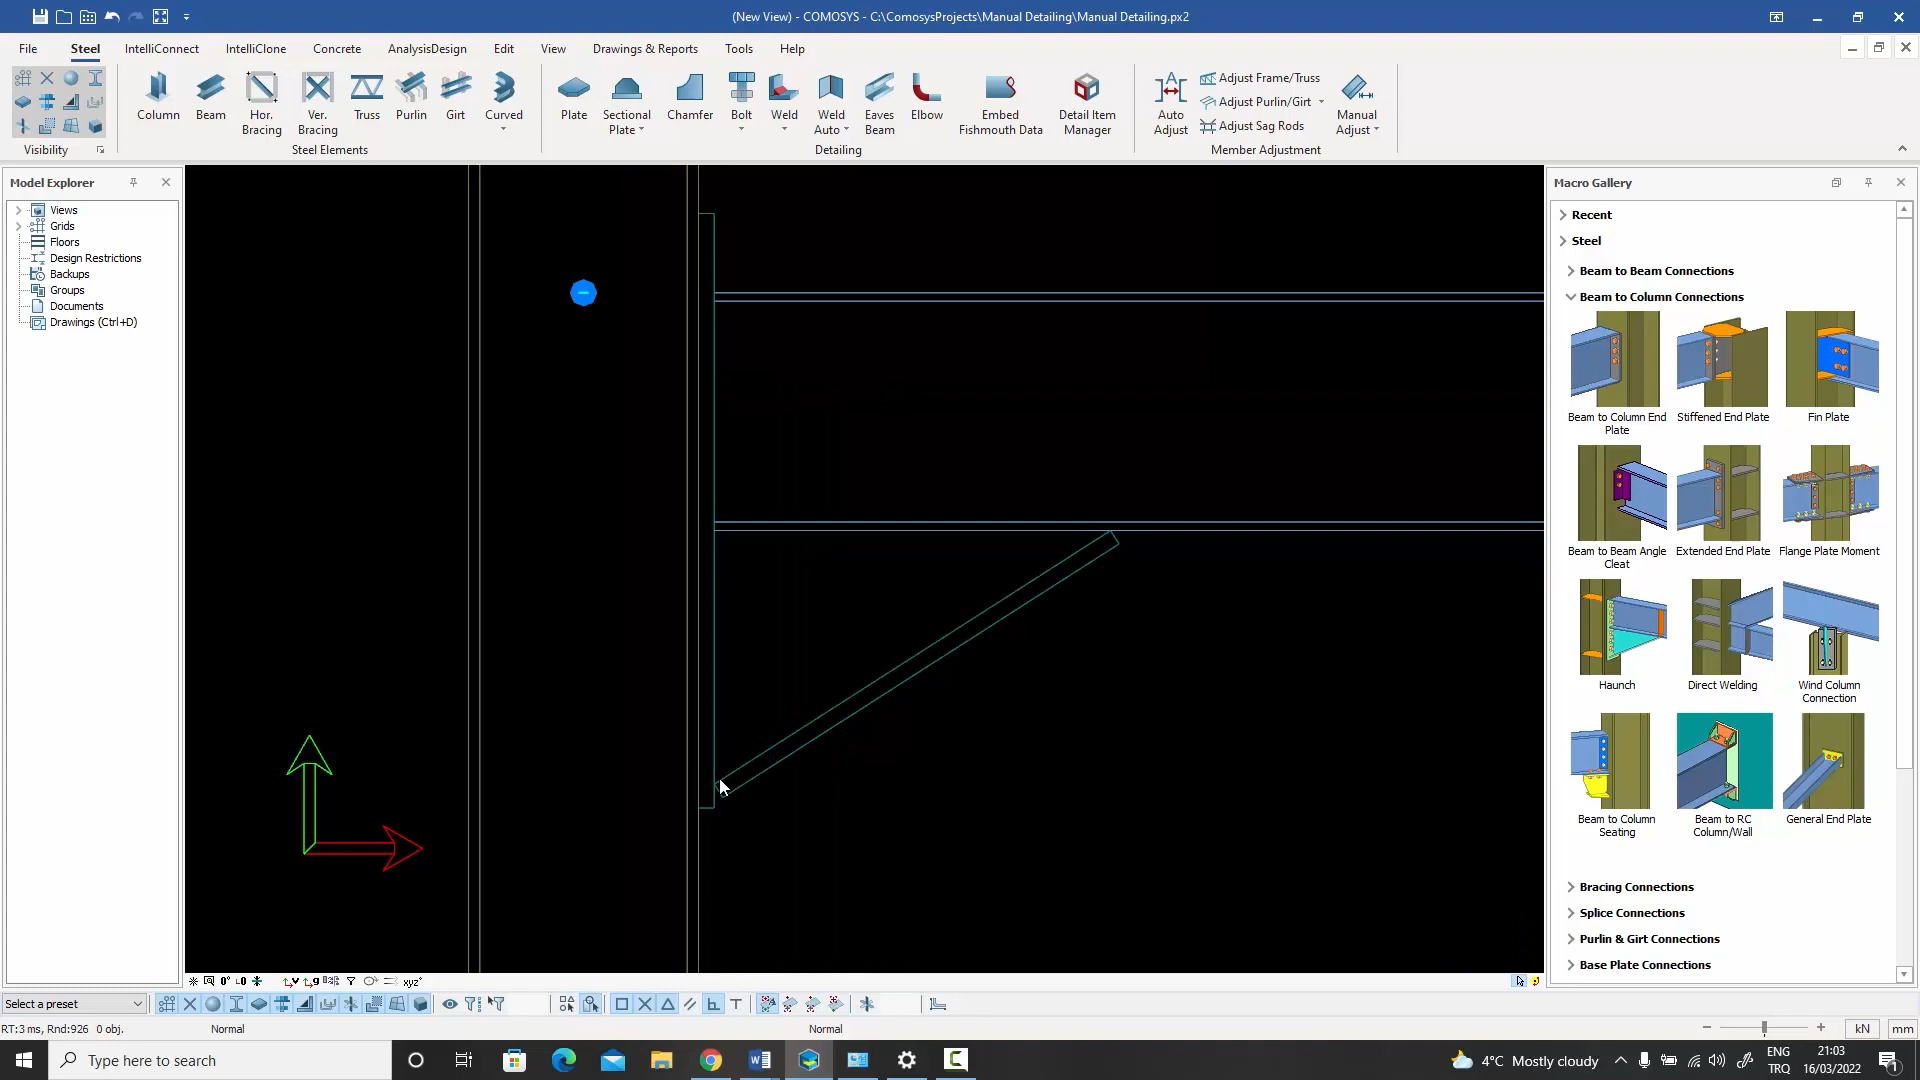 (New View) - COMOSYS - C:\ComosysProjects\Manual Detailing\Manual Detailing.px2
File Steel IntelliConnect IntelliClone Concrete AnalysisDesign Edit View Drawings & Reports Tools Help
Visibility
Column
Beam
Hor. Bracing
Ver. Bracing
Truss
Purlin
Girt
Curved
Steel Elements
Plate
Sectional Plate
Chamfer
Bolt
Weld
Weld Auto
Eaves Beam
Elbow
Embed Fishmouth Data
Detail Item Manager
Detailing
Auto Adjust
Adjust Frame/Truss
Adjust Purlin/Girt
Adjust Sag Rods
Manual Adjust
Member Adjustment
Model Explorer
Views
Grids
Floors
Design Restrictions
Backups
Groups
Documents
Drawings (Ctrl+D)
Macro Gallery
Recent
Steel
Beam to Beam Connections
Beam to Column Connections
Beam to Column End Plate
Stiffened End Plate
Fin Plate
Beam to Beam Angle Cleat
Extended End Plate
Flange Plate Moment
Haunch
Direct Welding
Wind Column Connection
Beam to Column Seating
Beam to RC Column/Wall
General End Plate
Bracing Connections
Splice Connections
Purlin & Girt Connections
Base Plate Connections
xyz
Select a preset
RT:3 ms, Rnd:926 0 obj.
Normal
Normal
kN
mm
Type here to search
4°C Mostly cloudy
ENG
TRQ
21:03
16/03/2022
1